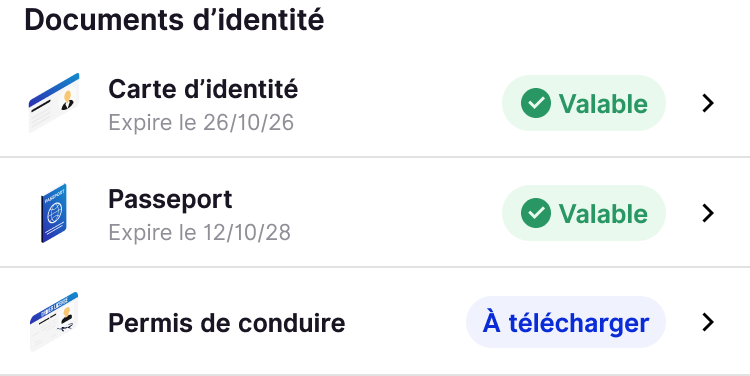 Documents d’identité
Carte d’identité
Valable
Expire le 26/10/26
Passeport
Valable
Expire le 12/10/28
Permis de conduire
À télécharger